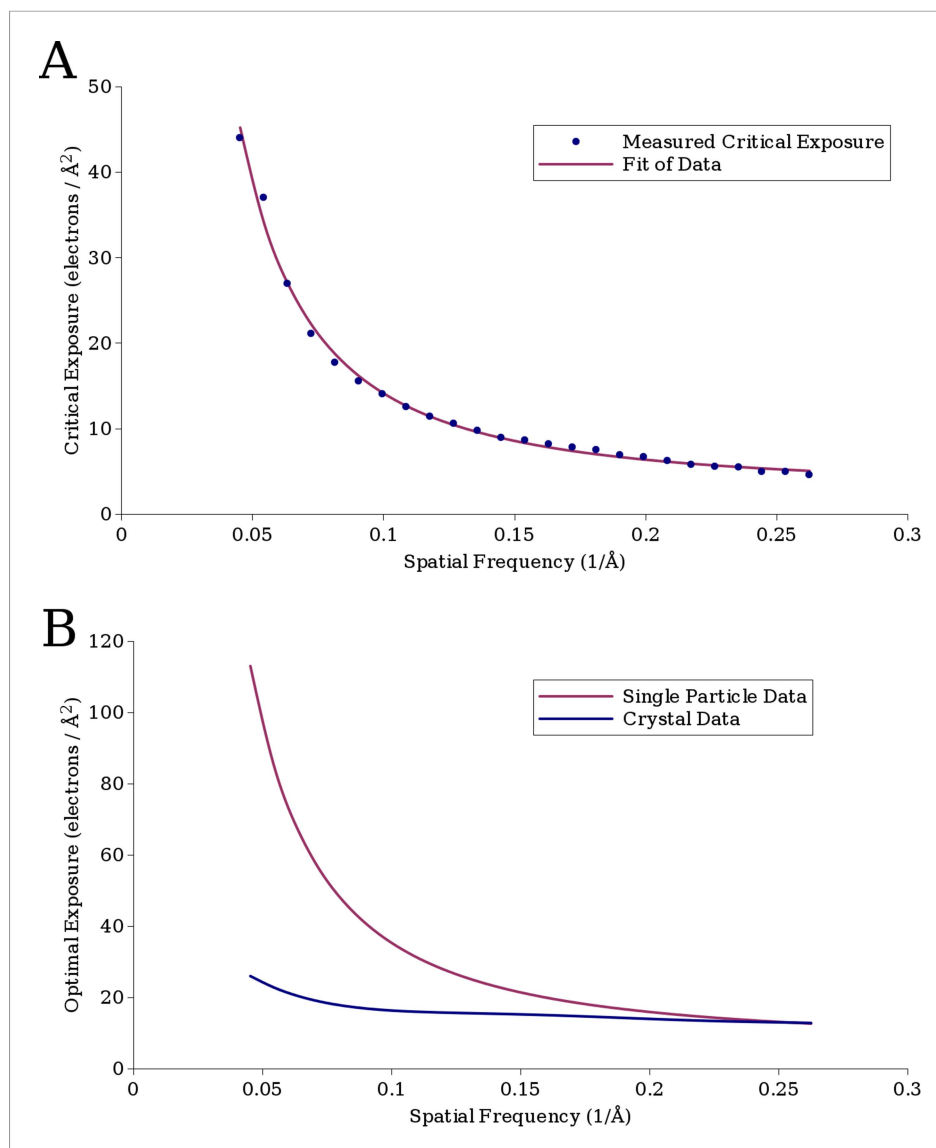 A
50
40
30
20
10
0
Critical Exposure (electrons / Å²)
Measured Critical Exposure
Fit of Data
0 0.05 0.1 0.15 0.2 0.25 0.3
Spatial Frequency (1/Å)
B
120
100
80
60
40
20
0
Optimal Exposure (electrons / Å²)
Single Particle Data
Crystal Data
0 0.05 0.1 0.15 0.2 0.25 0.3
Spatial Frequency (1/Å)